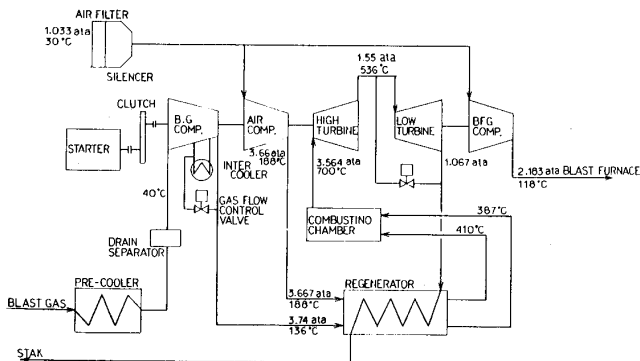 AIR FILTER
1.033 ata
30°C
SILENCER
CLUTCH
STARTER
B.G
COMP.
AIR
COMP.
HIGH
TURBINE
1.55 ata
536°C
LOW
TURBINE
BFG
COMP.
3.66ata
188°C
3.564 ata
700°C
1.067 ata
2.183 ata BLAST FURNACE
118°C
INTER
COOLER
40°C
GAS FLOW
CONTROL
VALVE
COMBUSTINO
CHAMBER
387°C
410°C
DRAIN
SEPARATOR
PRE-COOLER
REGENERATOR
BLAST GAS
3.667 ata
188°C
3.74 ata
136°C
STAK